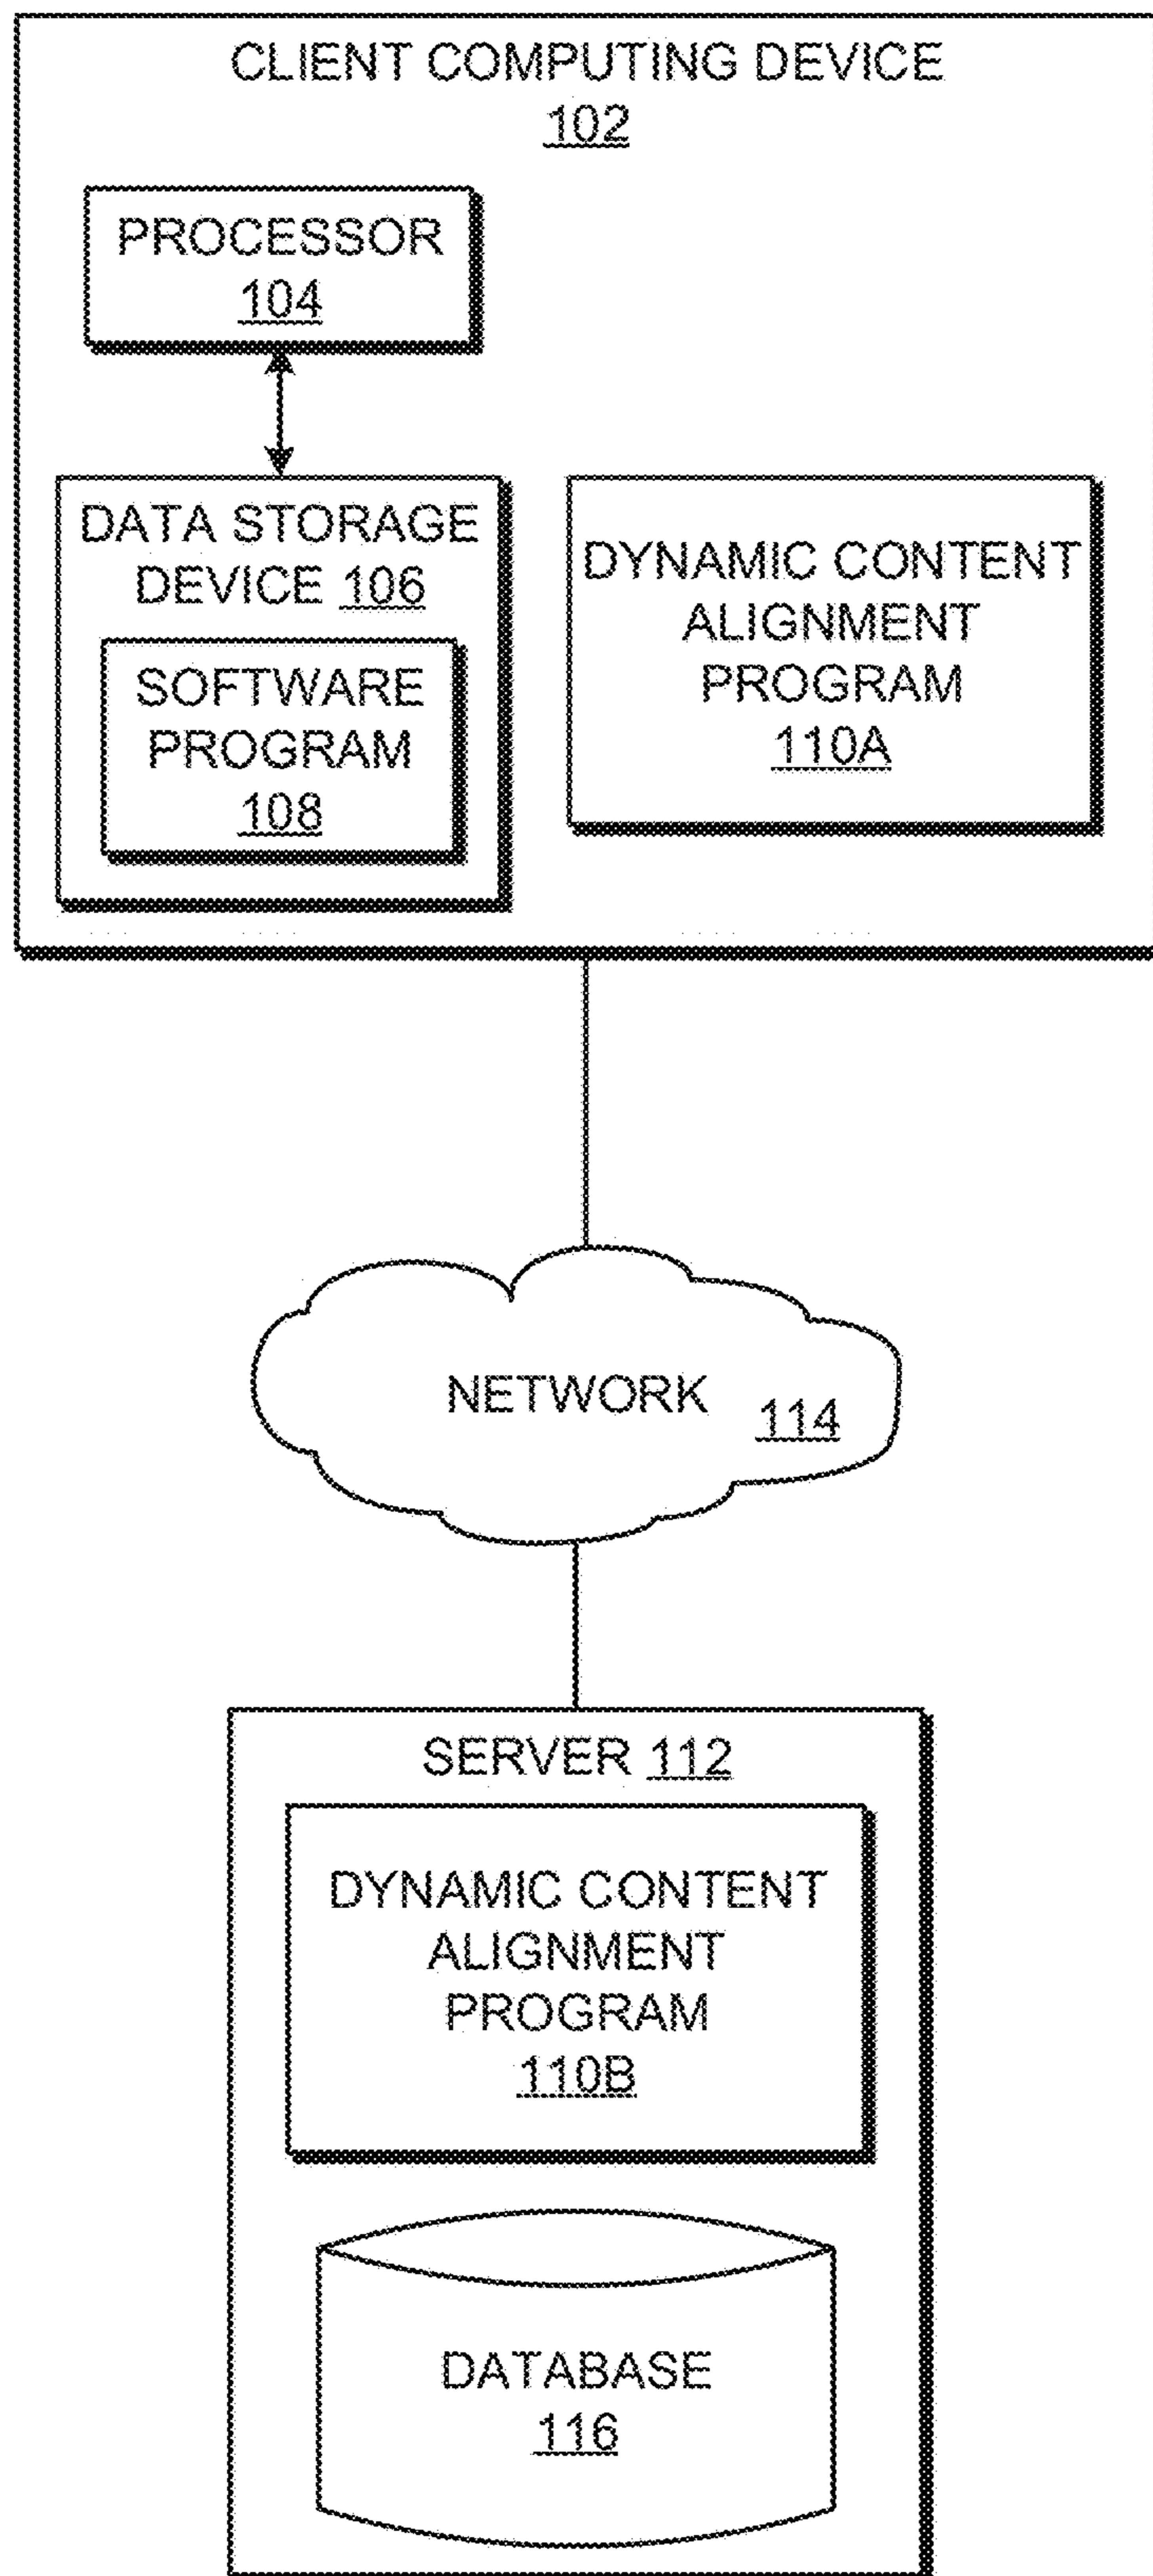 CLIENT COMPUTING DEVICE
102
PROCESSOR
104
DATA STORAGE
DEVICE 106
SOFTWARE
PROGRAM
108
DYNAMIC CONTENT
ALIGNMENT
PROGRAM
110A
NETWORK 114
SERVER 112
DYNAMIC CONTENT
ALIGNMENT
PROGRAM
110B
DATABASE
116